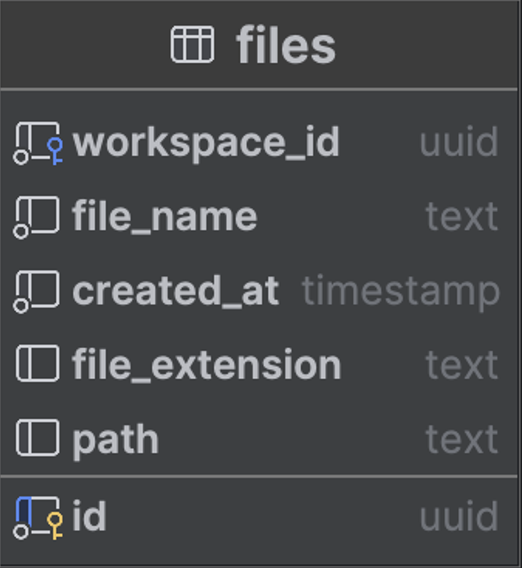 files
workspace_id uuid
file_name text
created_at timestamp
file_extension text
path text
id uuid